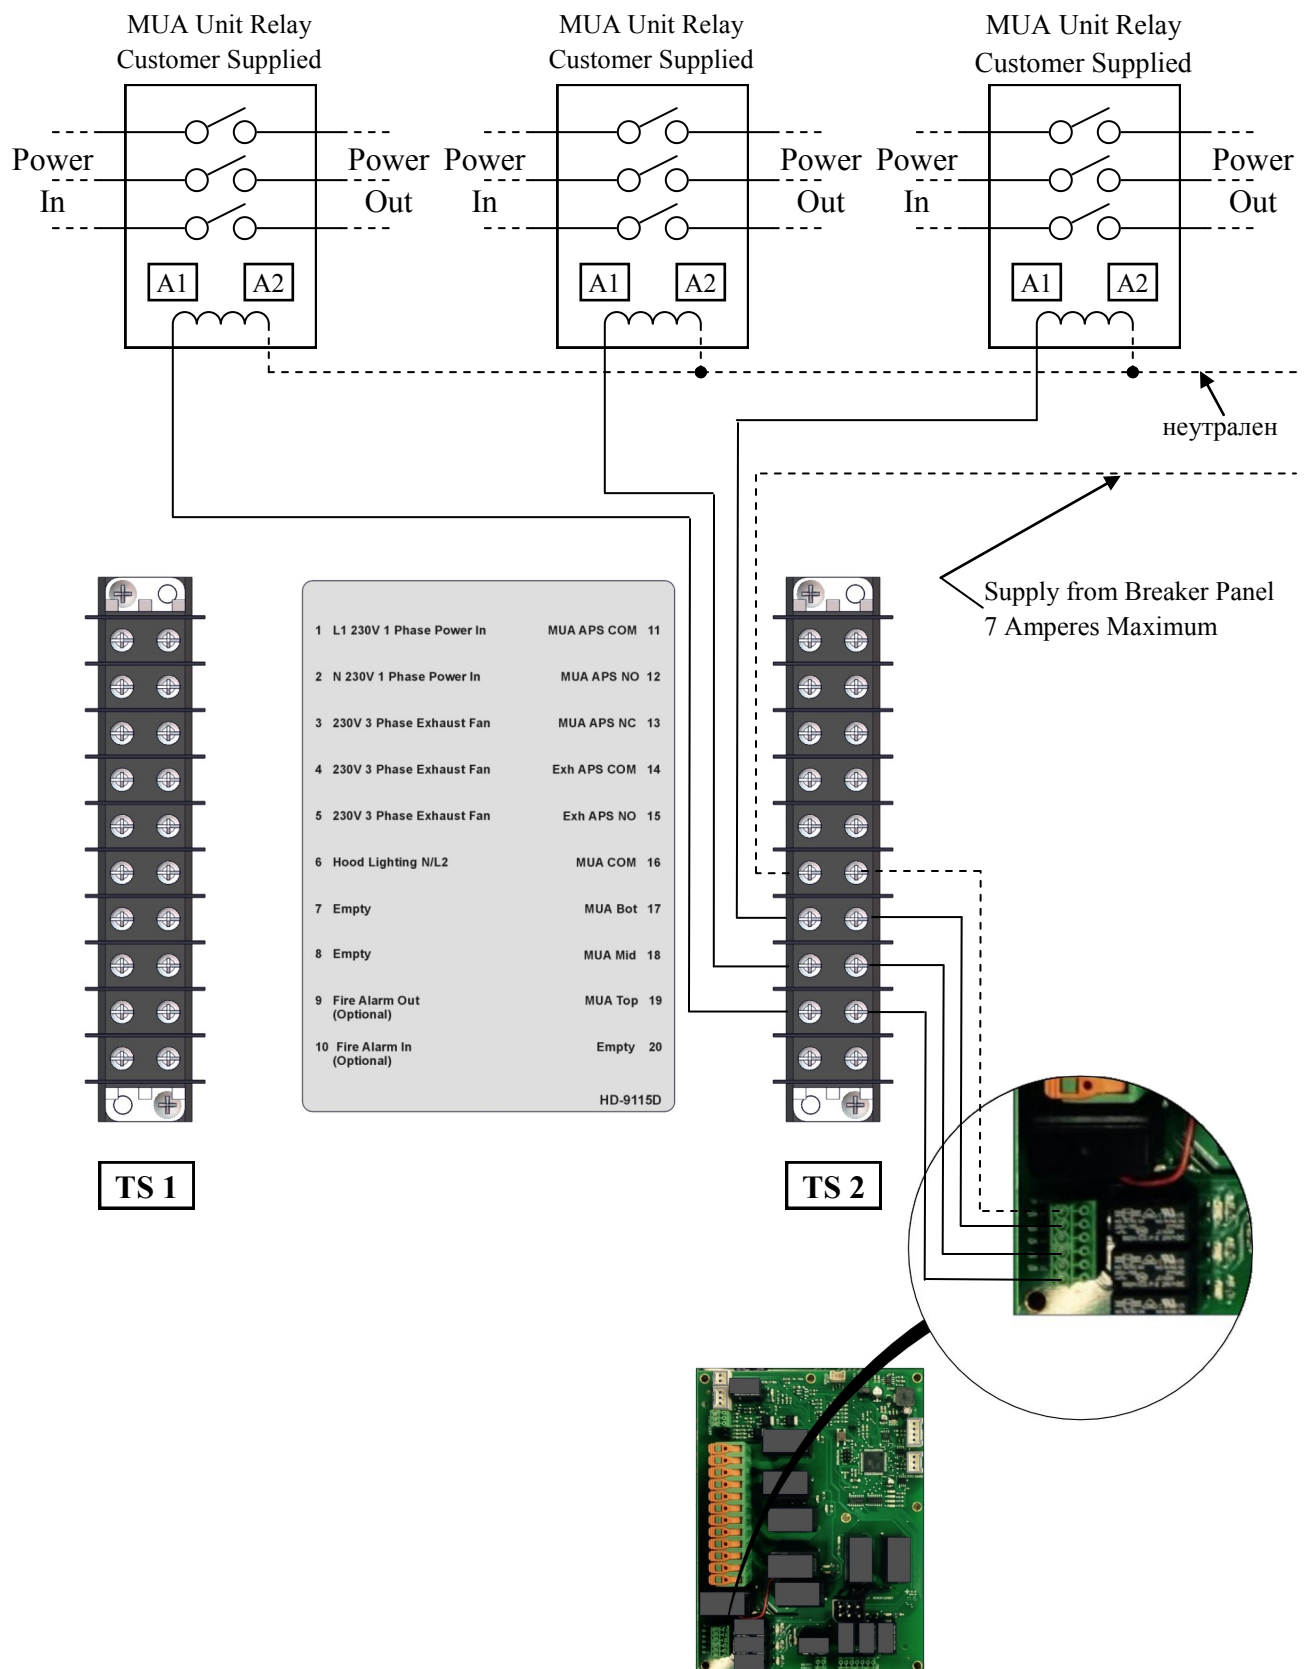 MUA Unit Relay
Customer Supplied
MUA Unit Relay
Customer Supplied
MUA Unit Relay
Customer Supplied
Power
In
Power
Out
Power
In
Power
Out
Power
In
Power
Out
A1
A2
A1
A2
A1
A2
неутрален
Supply from Breaker Panel
7 Amperes Maximum
1 L1 230V 1 Phase Power In
MUA APS COM 11
2 N 230V 1 Phase Power In
MUA APS NO 12
3 230V 3 Phase Exhaust Fan
MUA APS NC 13
4 230V 3 Phase Exhaust Fan
Exh APS COM 14
5 230V 3 Phase Exhaust Fan
Exh APS NO 15
6 Hood Lighting N/L2
MUA COM 16
7 Empty
MUA Bot 17
8 Empty
MUA Mid 18
9 Fire Alarm Out
(Optional)
MUA Top 19
10 Fire Alarm In
(Optional)
Empty 20
HD-9115D
TS 1
TS 2